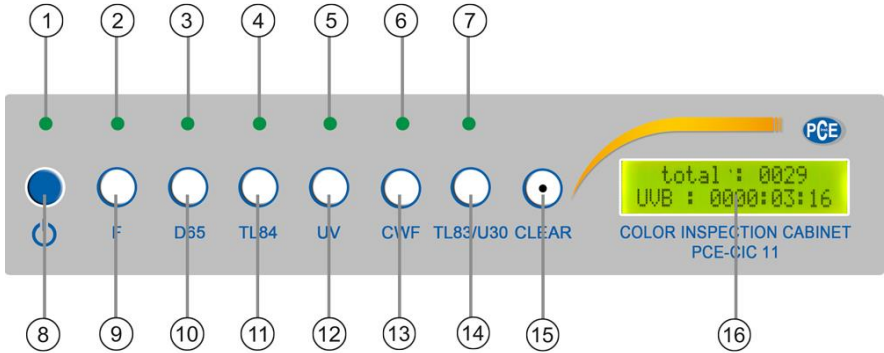 1 2 3 4 5 6 7
PCE
total : 0029
UVB : 0000:03:16
F D65 TL84 UV CWF TL83/U30 CLEAR
COLOR INSPECTION CABINET
PCE-CIC 11
8 9 10 11 12 13 14 15 16